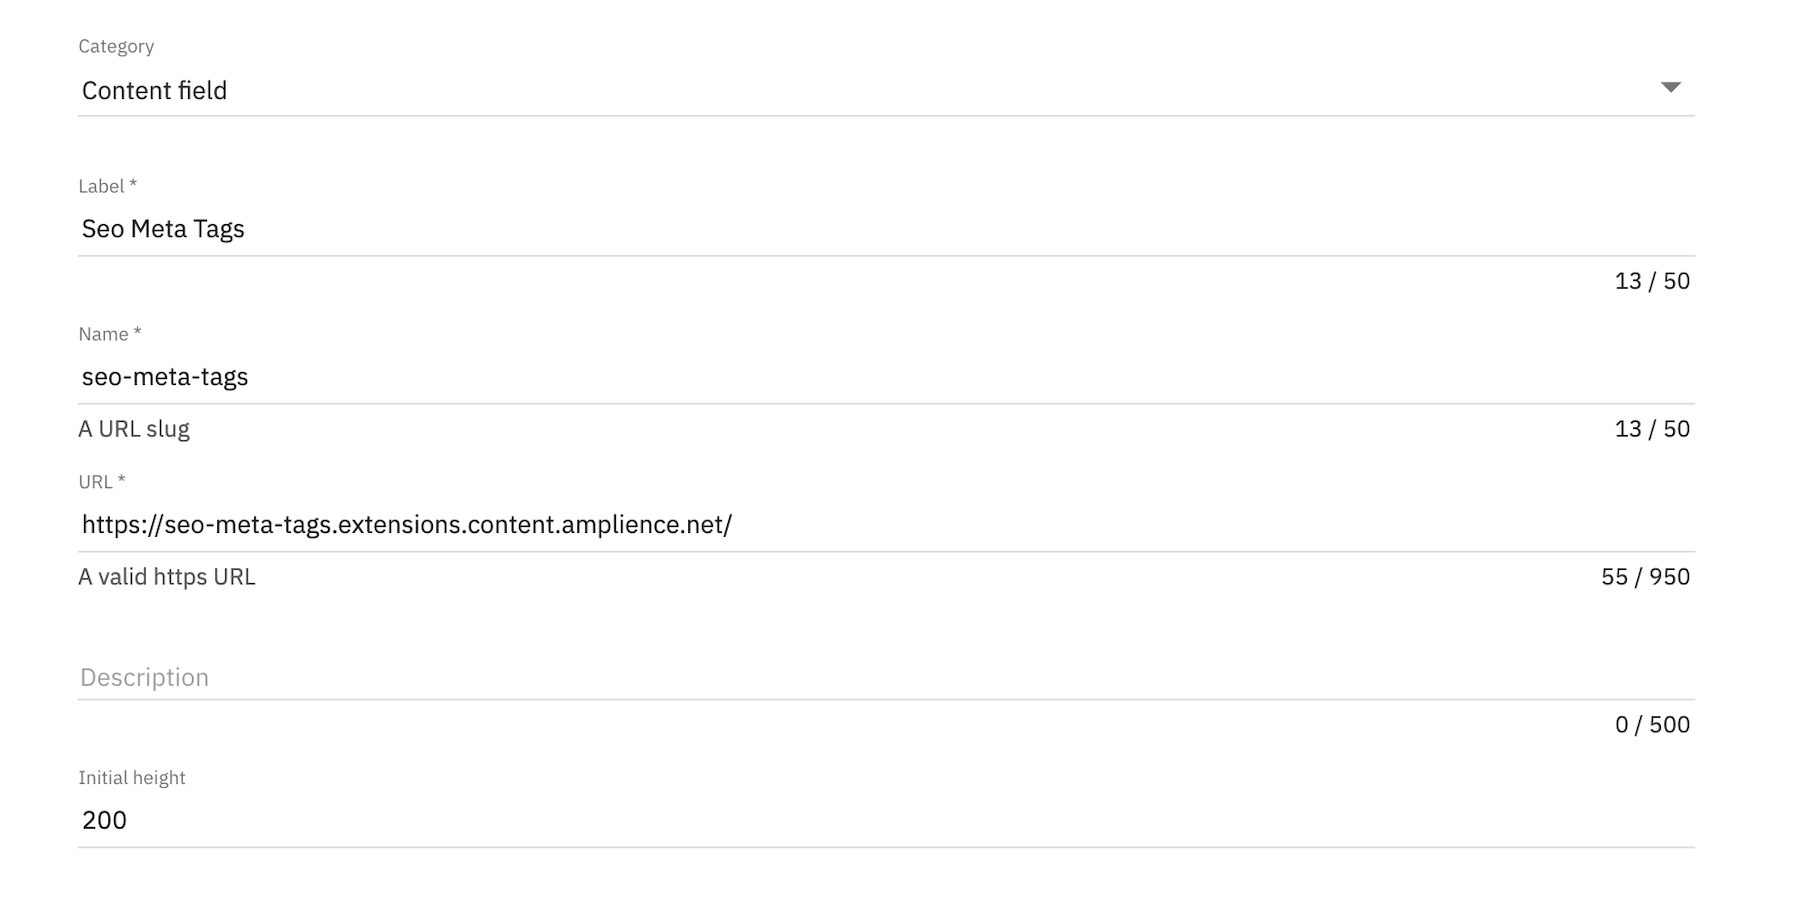 Category
Content field
Label *
Seo Meta Tags
13 / 50
Name *
seo-meta-tags
A URL slug
13 / 50
URL *
https://seo-meta-tags.extensions.content.amplience.net/
A valid https URL
55 / 950
Description
0 / 500
Initial height
200